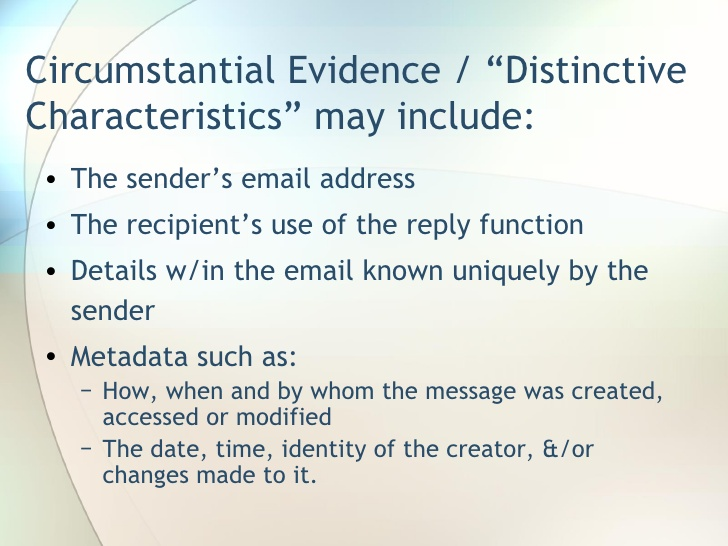 Circumstantial Evidence / “Distinctive
Characteristics” may include:
• The sender’s email address
• The recipient’s use of the reply function
• Details w/in the email known uniquely by the
sender
• Metadata such as:
– How, when and by whom the message was created,
accessed or modified
– The date, time, identity of the creator, &/or
changes made to it.